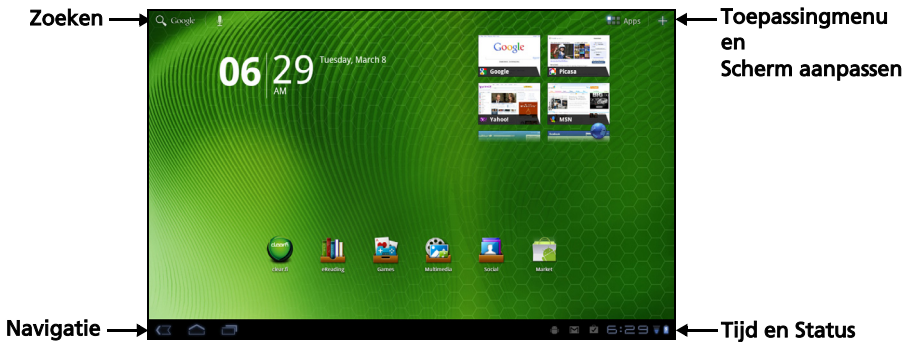 Zoeken
Google
Apps
Toepassingmenu
en
Scherm aanpassen
06 29
AM
Tuesday, March 8
Google
Google
Picasa
Yahoo!
MSN
eReading
Games
Multimedia
Social
Market
Navigatie
6:29
Tijd en Status